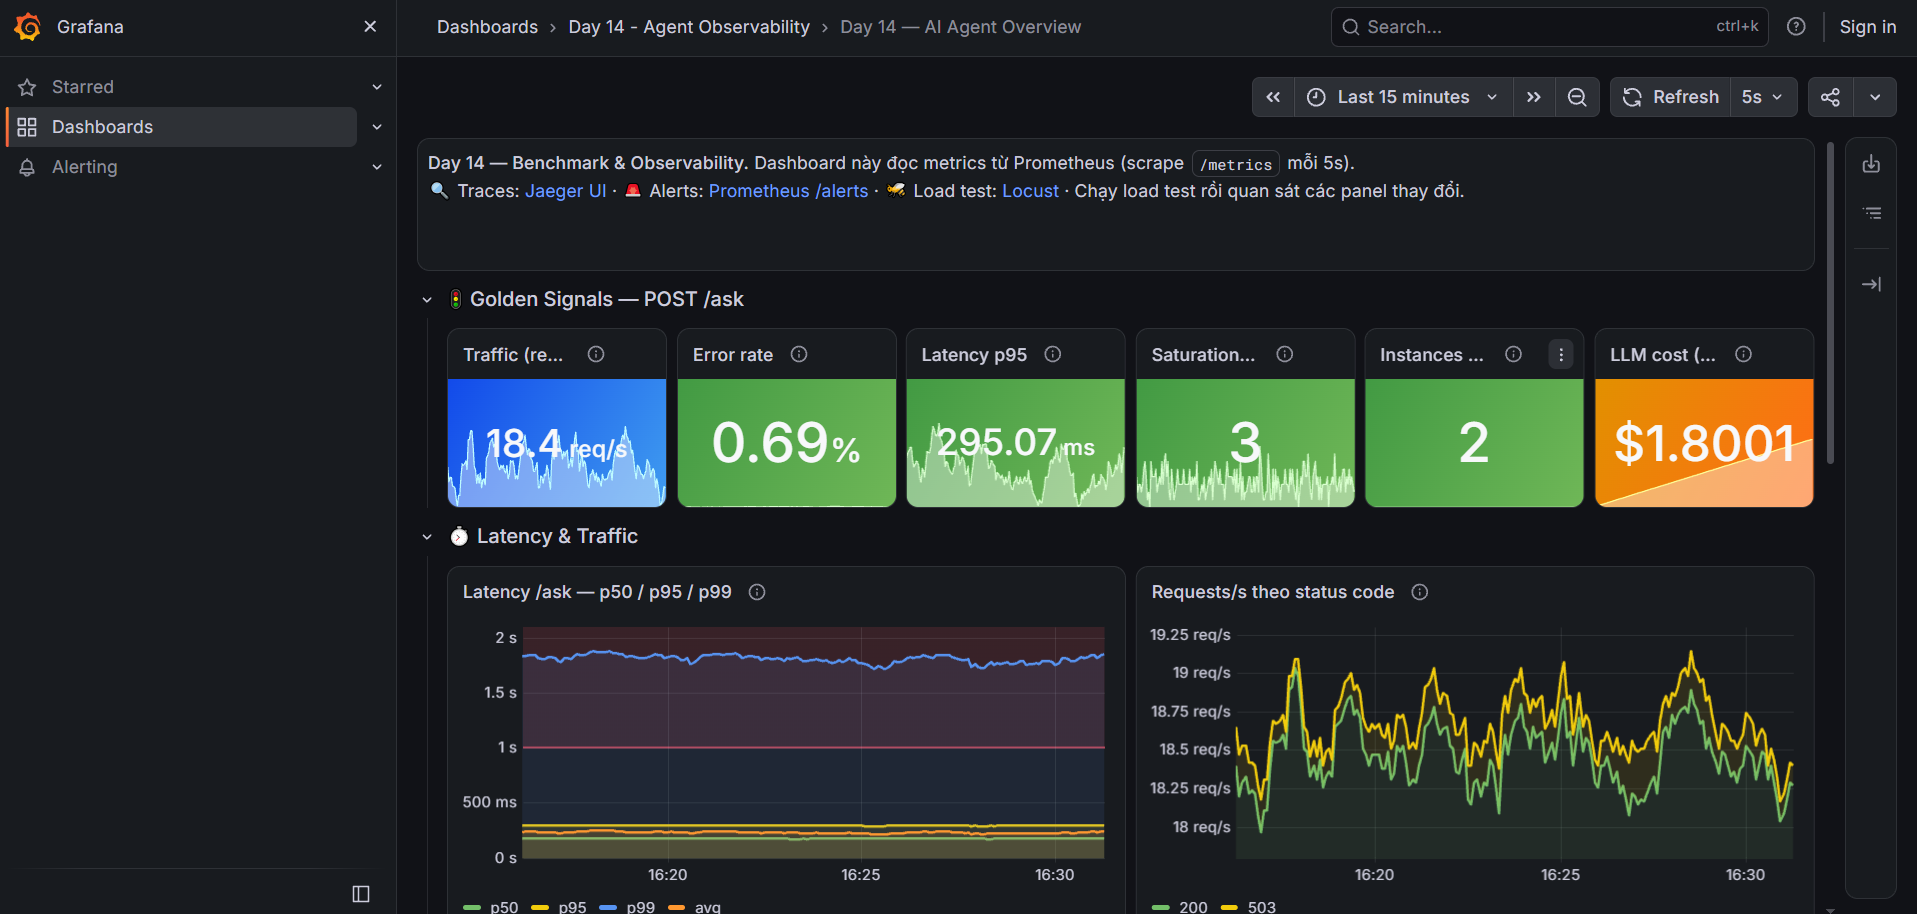 Grafana
Dashboards › Day 14 - Agent Observability › Day 14 — AI Agent Overview
Search...
ctrl+k
Sign in
Starred
Dashboards
Alerting
Last 15 minutes
Refresh
5s
Day 14 — Benchmark & Observability. Dashboard này đọc metrics từ Prometheus (scrape /metrics mỗi 5s).
Traces: Jaeger UI · Alerts: Prometheus /alerts · Load test: Locust · Chạy load test rồi quan sát các panel thay đổi.
Golden Signals — POST /ask
Traffic (re...
Error rate
Latency p95
Saturation...
Instances ...
LLM cost (...
18.4 req/s
0.69%
295.07 ms
3
2
$1.8001
Latency & Traffic
Latency /ask — p50 / p95 / p99
2 s
1.5 s
1 s
500 ms
0 s
16:20
16:25
16:30
p50
p95
p99
avg
Requests/s theo status code
19.25 req/s
19 req/s
18.75 req/s
18.5 req/s
18.25 req/s
18 req/s
16:20
16:25
16:30
200
503